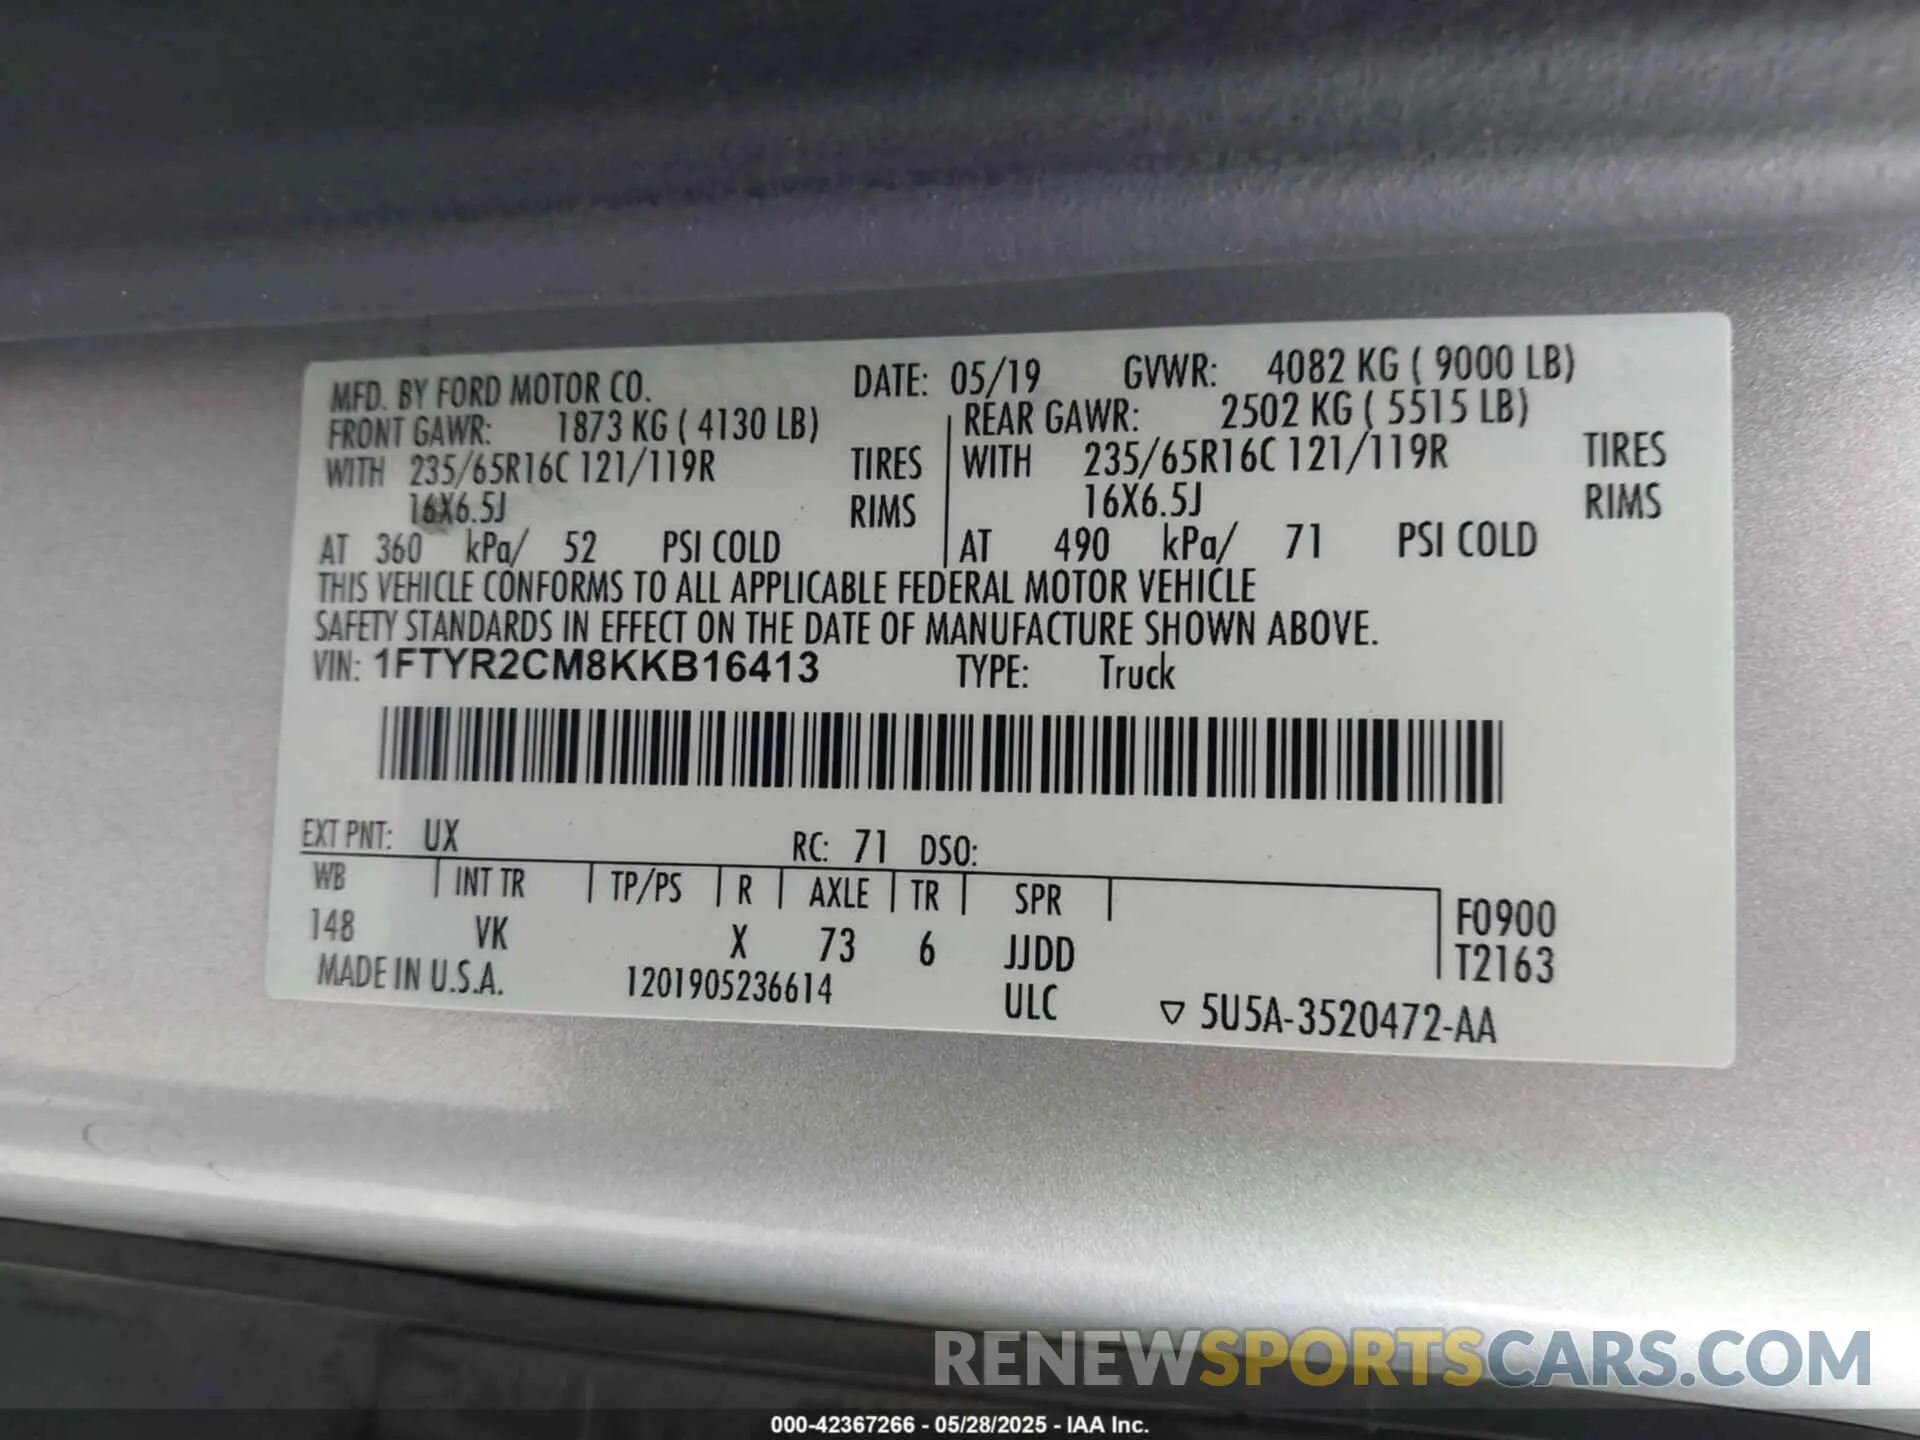 MFD. BY FORD MOTOR CO. DATE: 05/19 GVWR: 4082 KG ( 9000 LB)
FRONT GAWR: 1873 KG ( 4130 LB) REAR GAWR: 2502 KG ( 5515 LB)
WITH 235/65R16C 121/119R TIRES WITH 235/65R16C 121/119R TIRES
16X6.5J RIMS 16X6.5J RIMS
AT 360 kPa/ 52 PSI COLD AT 490 kPa/ 71 PSI COLD
THIS VEHICLE CONFORMS TO ALL APPLICABLE FEDERAL MOTOR VEHICLE
SAFETY STANDARDS IN EFFECT ON THE DATE OF MANUFACTURE SHOWN ABOVE.
VIN: 1FTYR2CM8KKB16413 TYPE: Truck
EXT PNT: UX RC: 71 DSO:
WB INT TR TP/PS R AXLE TR SPR F0900
148 VK X 73 6 JJDD T2163
MADE IN U.S.A. 1201905236614 ULC ▽ 5U5A-3520472-AA
RENEWSPORTSCARS.COM
000-42367266 - 05/28/2025 - IAA Inc.